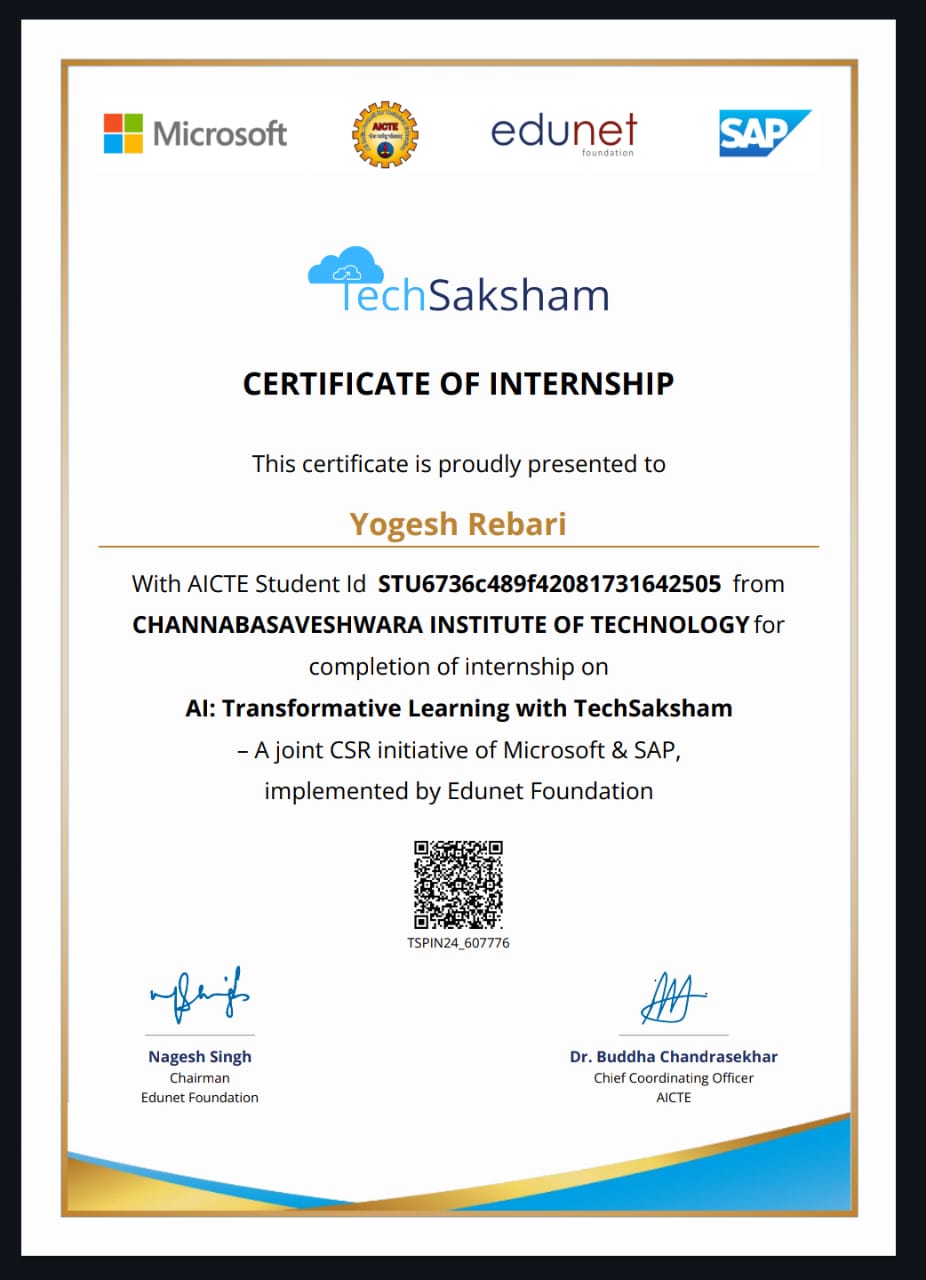 Microsoft
AICTE
edunet
foundation
SAP
TechSaksham
CERTIFICATE OF INTERNSHIP
This certificate is proudly presented to
Yogesh Rebari
With AICTE Student Id STU6736c489f42081731642505 from
CHANNABASAVESHWARA INSTITUTE OF TECHNOLOGY for
completion of internship on
AI: Transformative Learning with TechSaksham
– A joint CSR initiative of Microsoft & SAP,
implemented by Edunet Foundation
TSPIN24_607776
Nagesh Singh
Chairman
Edunet Foundation
Dr. Buddha Chandrasekhar
Chief Coordinating Officer
AICTE